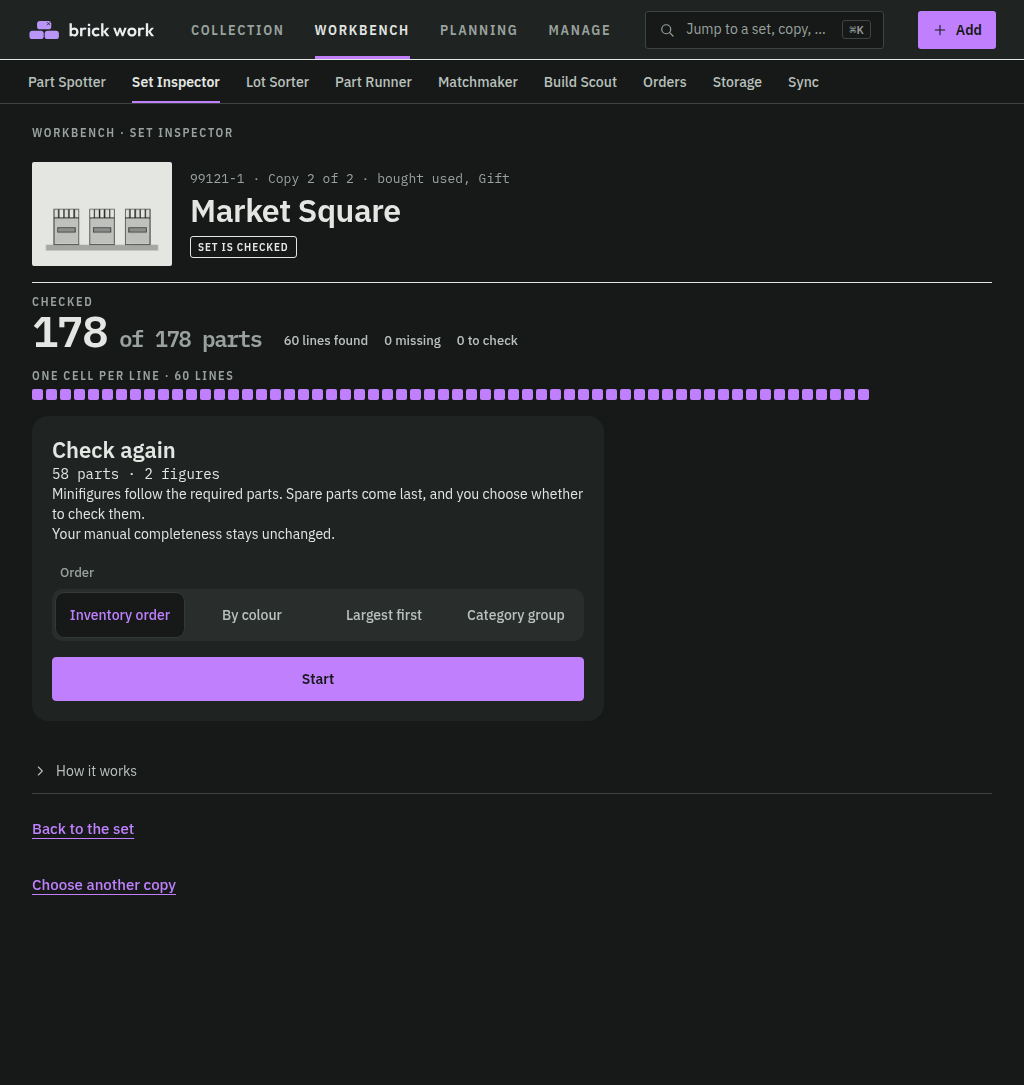 brick work
COLLECTION
WORKBENCH
PLANNING
MANAGE
Jump to a set, copy, ...
⌘K
+ Add
Part Spotter
Set Inspector
Lot Sorter
Part Runner
Matchmaker
Build Scout
Orders
Storage
Sync
WORKBENCH · SET INSPECTOR
99121-1 · Copy 2 of 2 · bought used, Gift
Market Square
SET IS CHECKED
CHECKED
178 of 178 parts
60 lines found
0 missing
0 to check
ONE CELL PER LINE · 60 LINES
Check again
58 parts · 2 figures
Minifigures follow the required parts. Spare parts come last, and you choose whether
to check them.
Your manual completeness stays unchanged.
Order
Inventory order
By colour
Largest first
Category group
Start
How it works
Back to the set
Choose another copy